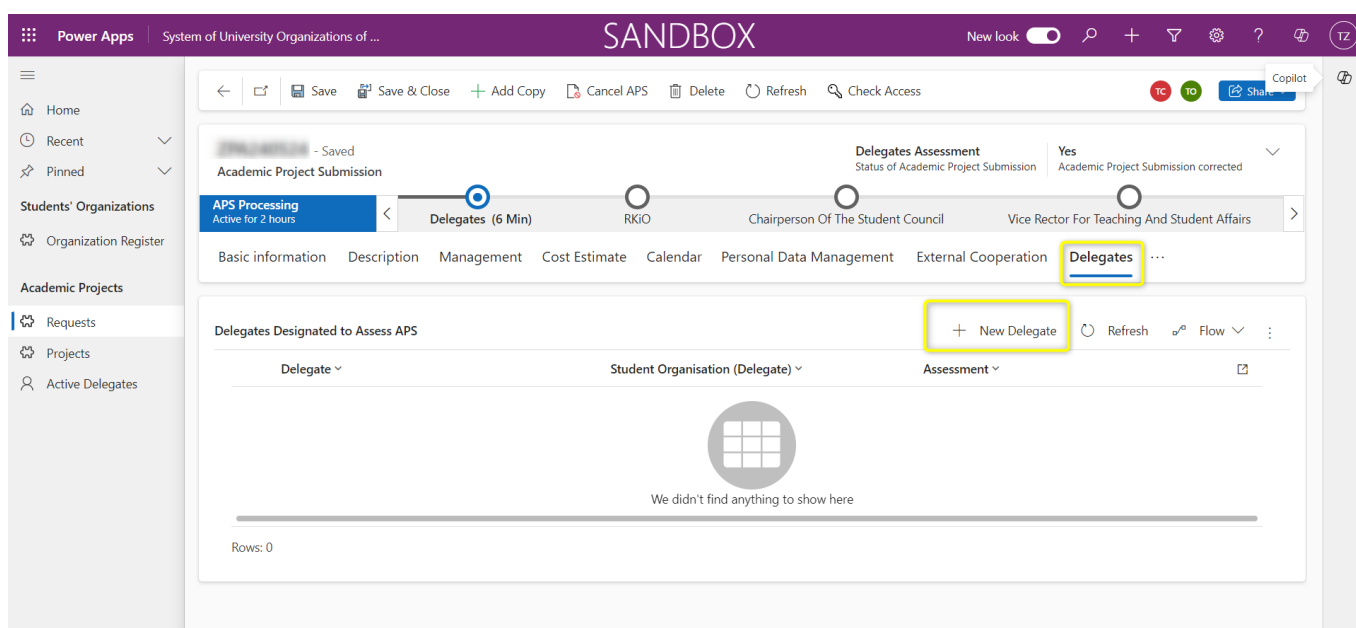 Power Apps System of University Organizations of ... SANDBOX New look TZ
Copilot
Save Save & Close Add Copy Cancel APS Delete Refresh Check Access TC TO Share
Home
Recent
Pinned
Students' Organizations
Organization Register
Academic Projects
Requests
Projects
Active Delegates
- Saved
Academic Project Submission
Delegates Assessment
Status of Academic Project Submission
Yes
Academic Project Submission corrected
APS Processing
Active for 2 hours
Delegates (6 Min) RKiO Chairperson Of The Student Council Vice Rector For Teaching And Student Affairs
Basic information Description Management Cost Estimate Calendar Personal Data Management External Cooperation Delegates ...
Delegates Designated to Assess APS New Delegate Refresh Flow
Delegate Student Organisation (Delegate) Assessment
We didn't find anything to show here
Rows: 0